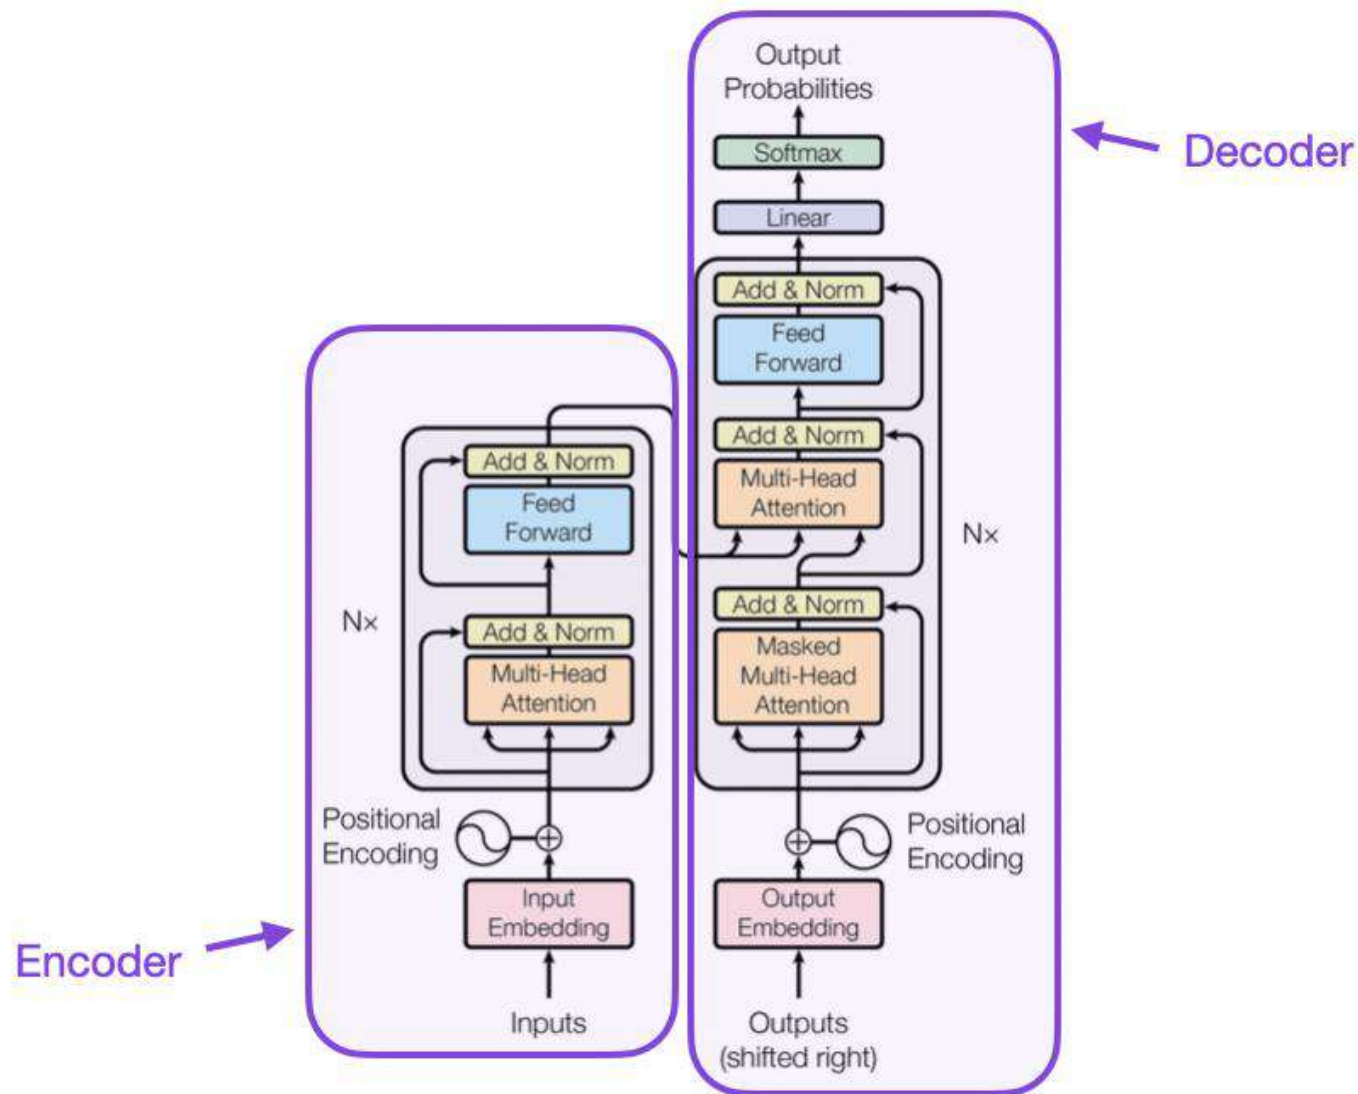 Output
Probabilities
Softmax
Linear
Add & Norm
Feed
Forward
Add & Norm
Multi-Head
Attention
Add & Norm
Masked
Multi-Head
Attention
N×
Positional
Encoding
Output
Embedding
Outputs
(shifted right)
Decoder
Add & Norm
Feed
Forward
Add & Norm
Multi-Head
Attention
N×
Positional
Encoding
Input
Embedding
Inputs
Encoder